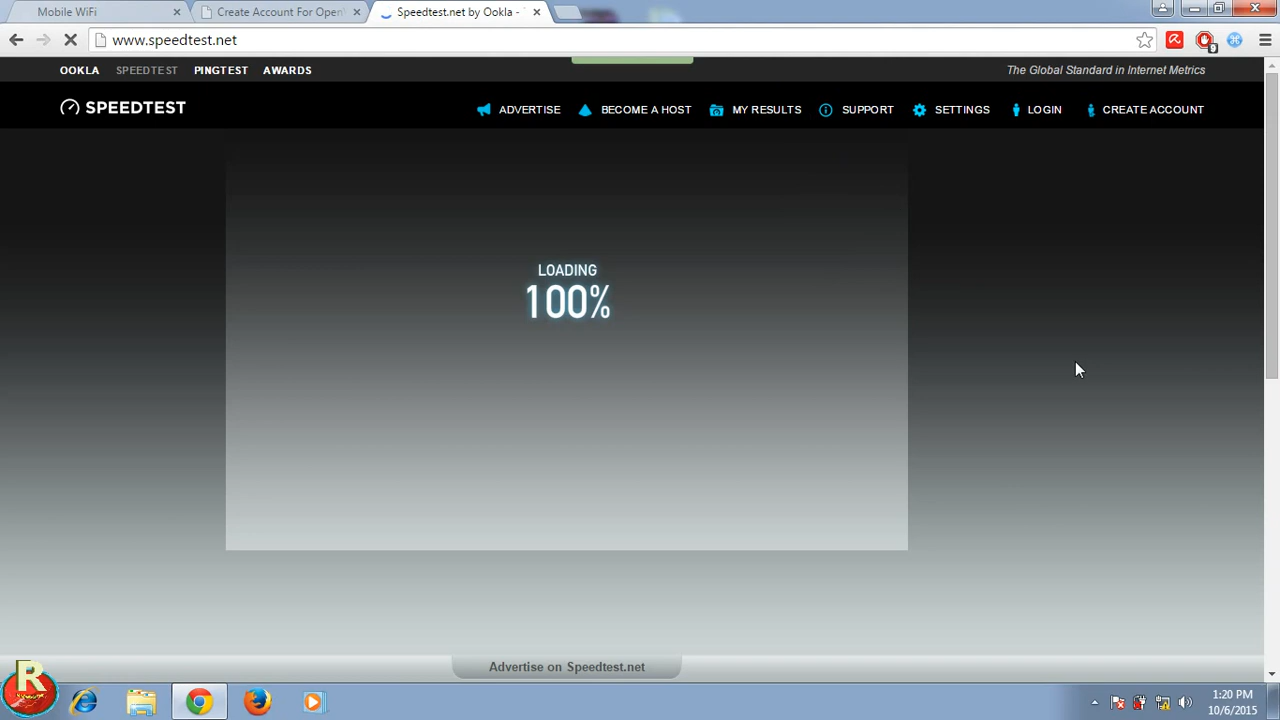 Mobile WiFi
Create Account For Open
Speedtest.net by Ookla -
www.speedtest.net
9
OOKLA SPEEDTEST PINGTEST AWARDS
The Global Standard in Internet Metrics
SPEEDTEST
ADVERTISE BECOME A HOST MY RESULTS SUPPORT SETTINGS LOGIN CREATE ACCOUNT
LOADING
100%
Advertise on Speedtest.net
R
1:20 PM
10/6/2015